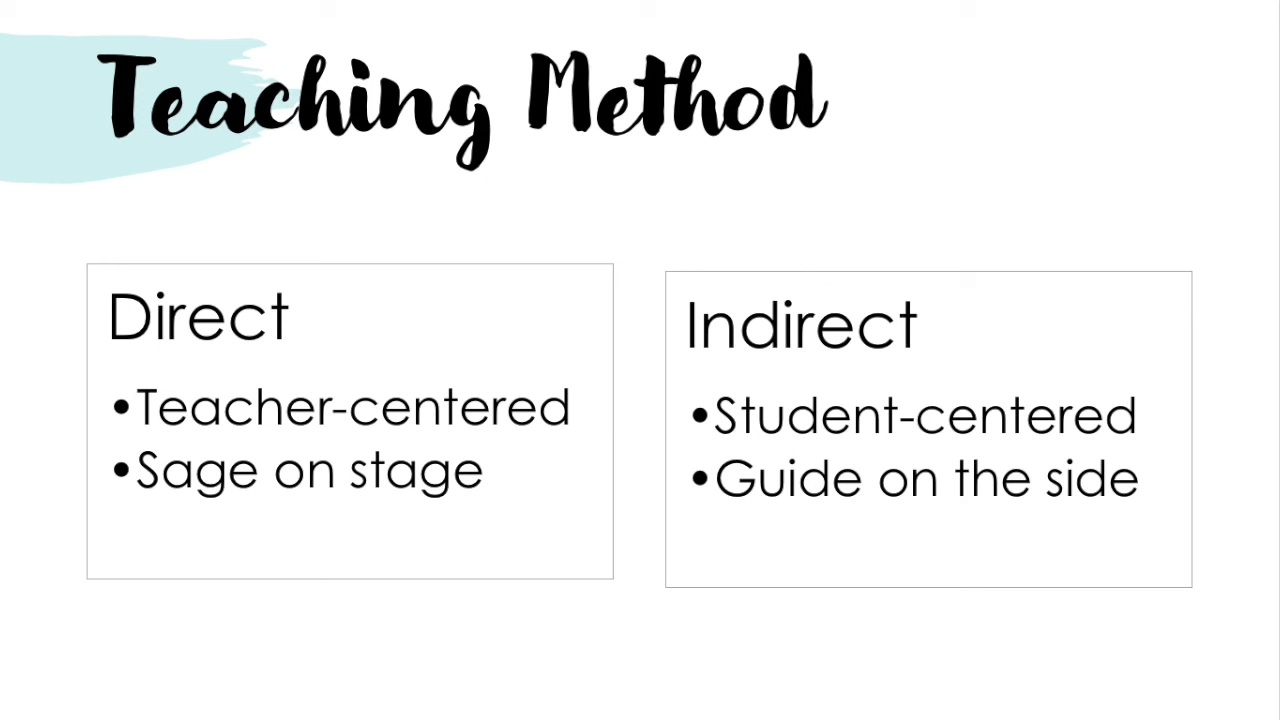 Teaching Method
Direct
•Teacher-centered
•Sage on stage
Indirect
•Student-centered
•Guide on the side